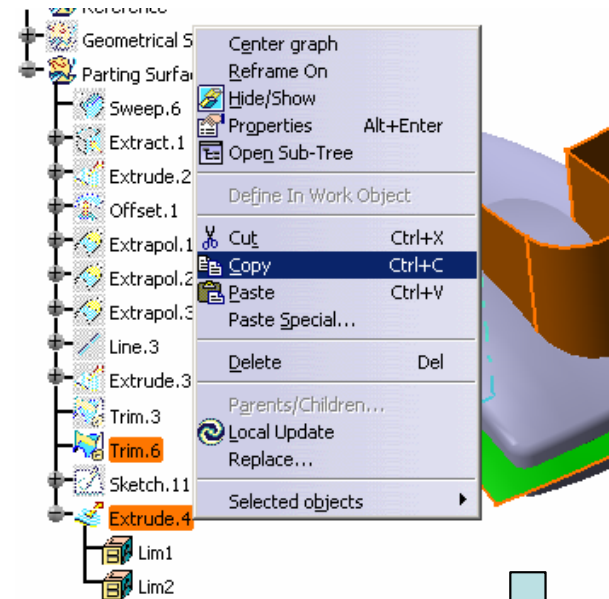 Reference
Geometrical S
Parting Surfa
Sweep.6
Extract.1
Extrude.2
Offset.1
Extrapol.1
Extrapol.2
Extrapol.3
Line.3
Extrude.3
Trim.3
Trim.6
Sketch.11
Extrude.4
Lim1
Lim2
Center graph
Reframe On
Hide/Show
Properties Alt+Enter
Open Sub-Tree
Define In Work Object
Cut Ctrl+X
Copy Ctrl+C
Paste Ctrl+V
Paste Special...
Delete Del
Parents/Children...
Local Update
Replace...
Selected objects